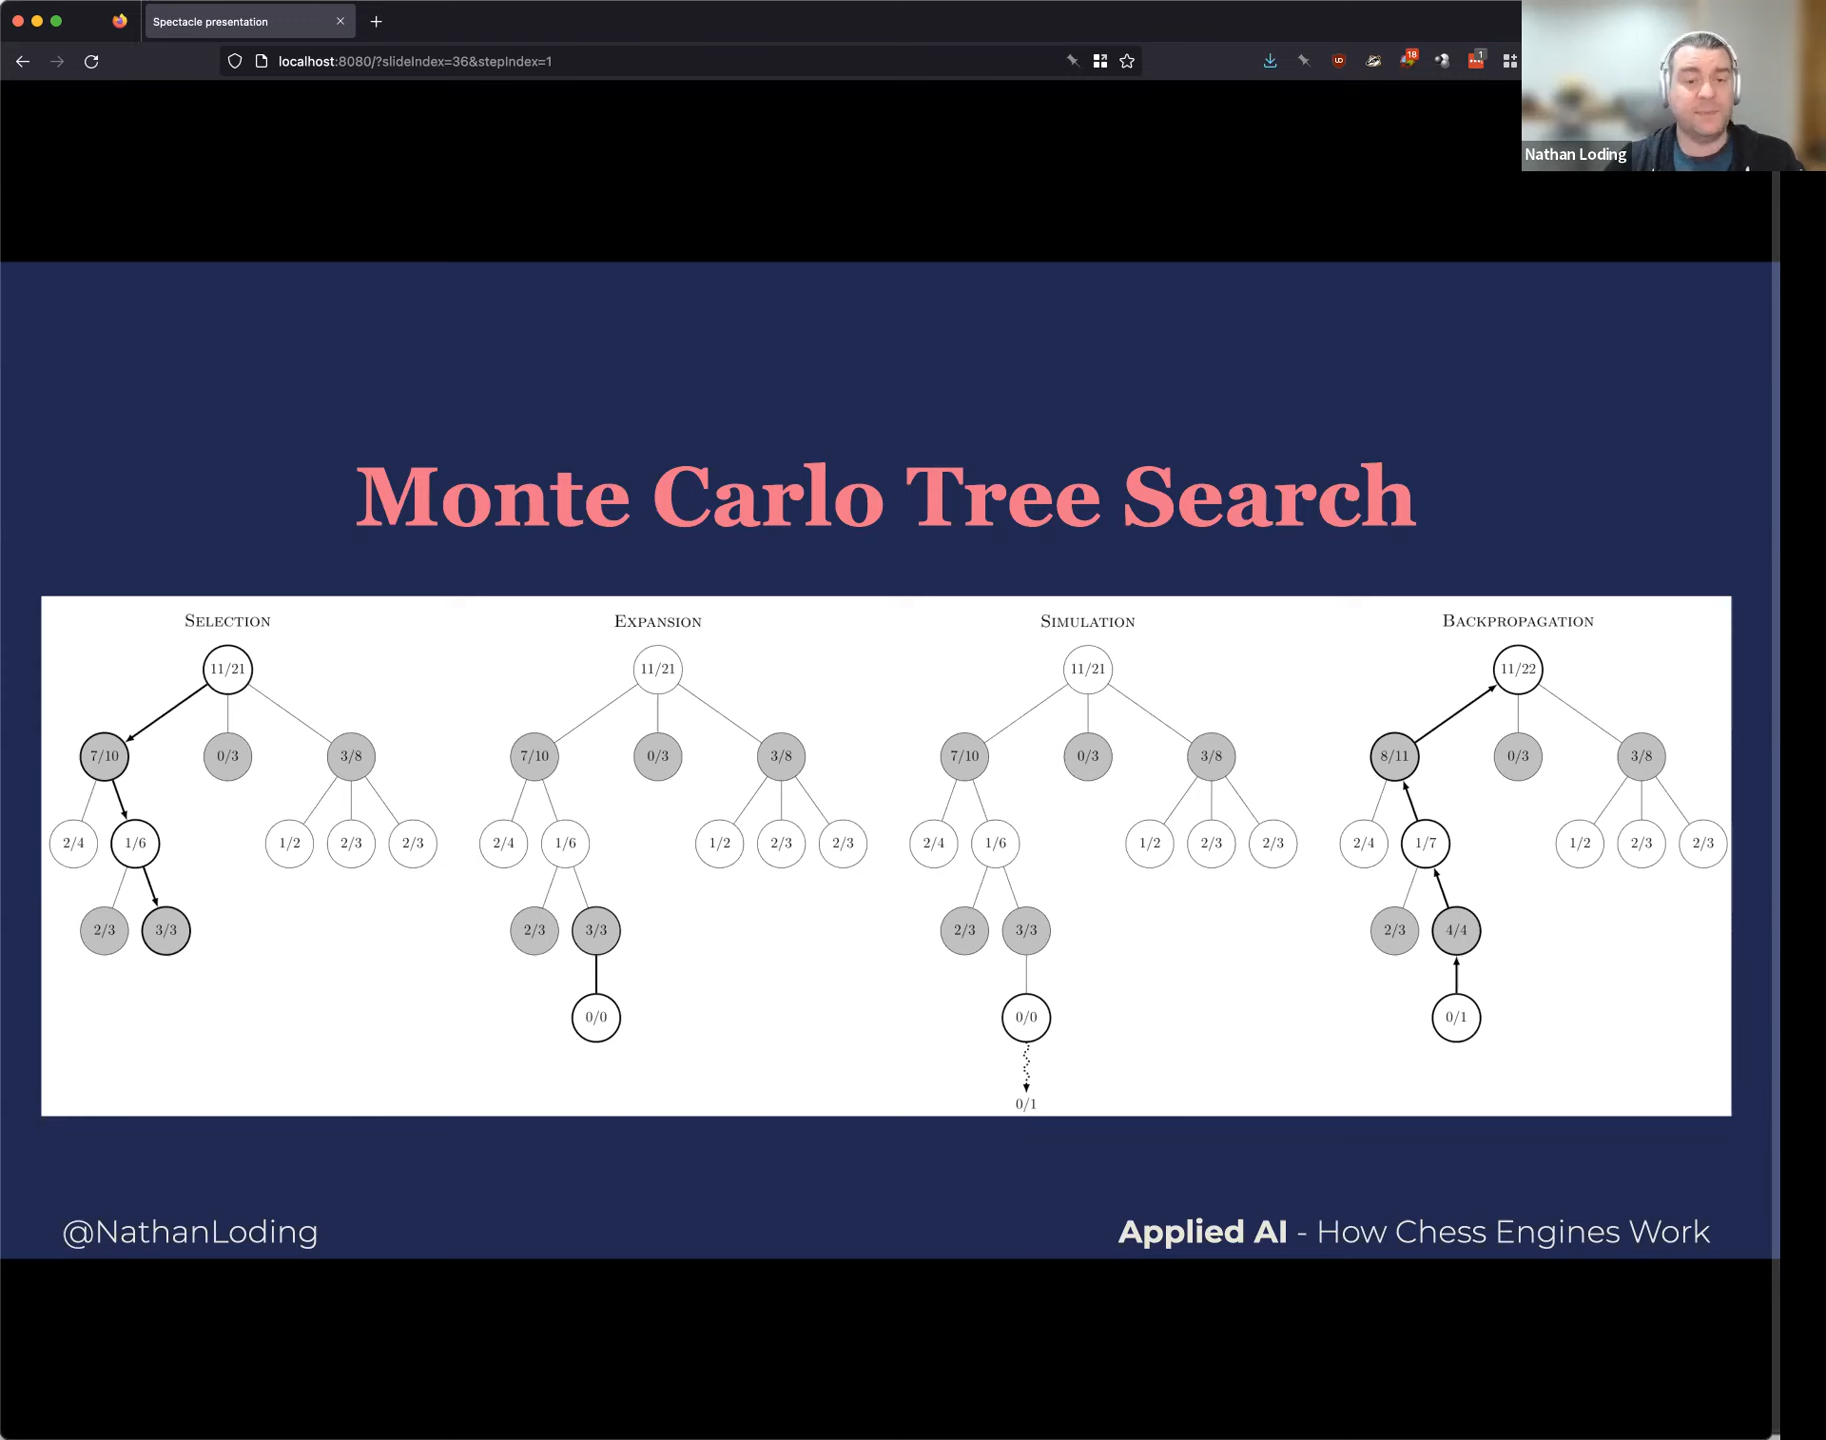 Spectacle presentation
localhost:8080/?slideIndex=36&stepIndex=1
18
1
Nathan Loding
Monte Carlo Tree Search
SELECTION EXPANSION SIMULATION BACKPROPAGATION
11/21 11/21 11/21 11/22
7/10 0/3 3/8 7/10 0/3 3/8 7/10 0/3 3/8 8/11 0/3 3/8
2/4 1/6 1/2 2/3 2/3 2/4 1/6 1/2 2/3 2/3 2/4 1/6 1/2 2/3 2/3 2/4 1/7 1/2 2/3 2/3
2/3 3/3 2/3 3/3 2/3 3/3 2/3 4/4
0/0 0/0 0/1
0/1
@NathanLoding
Applied AI - How Chess Engines Work